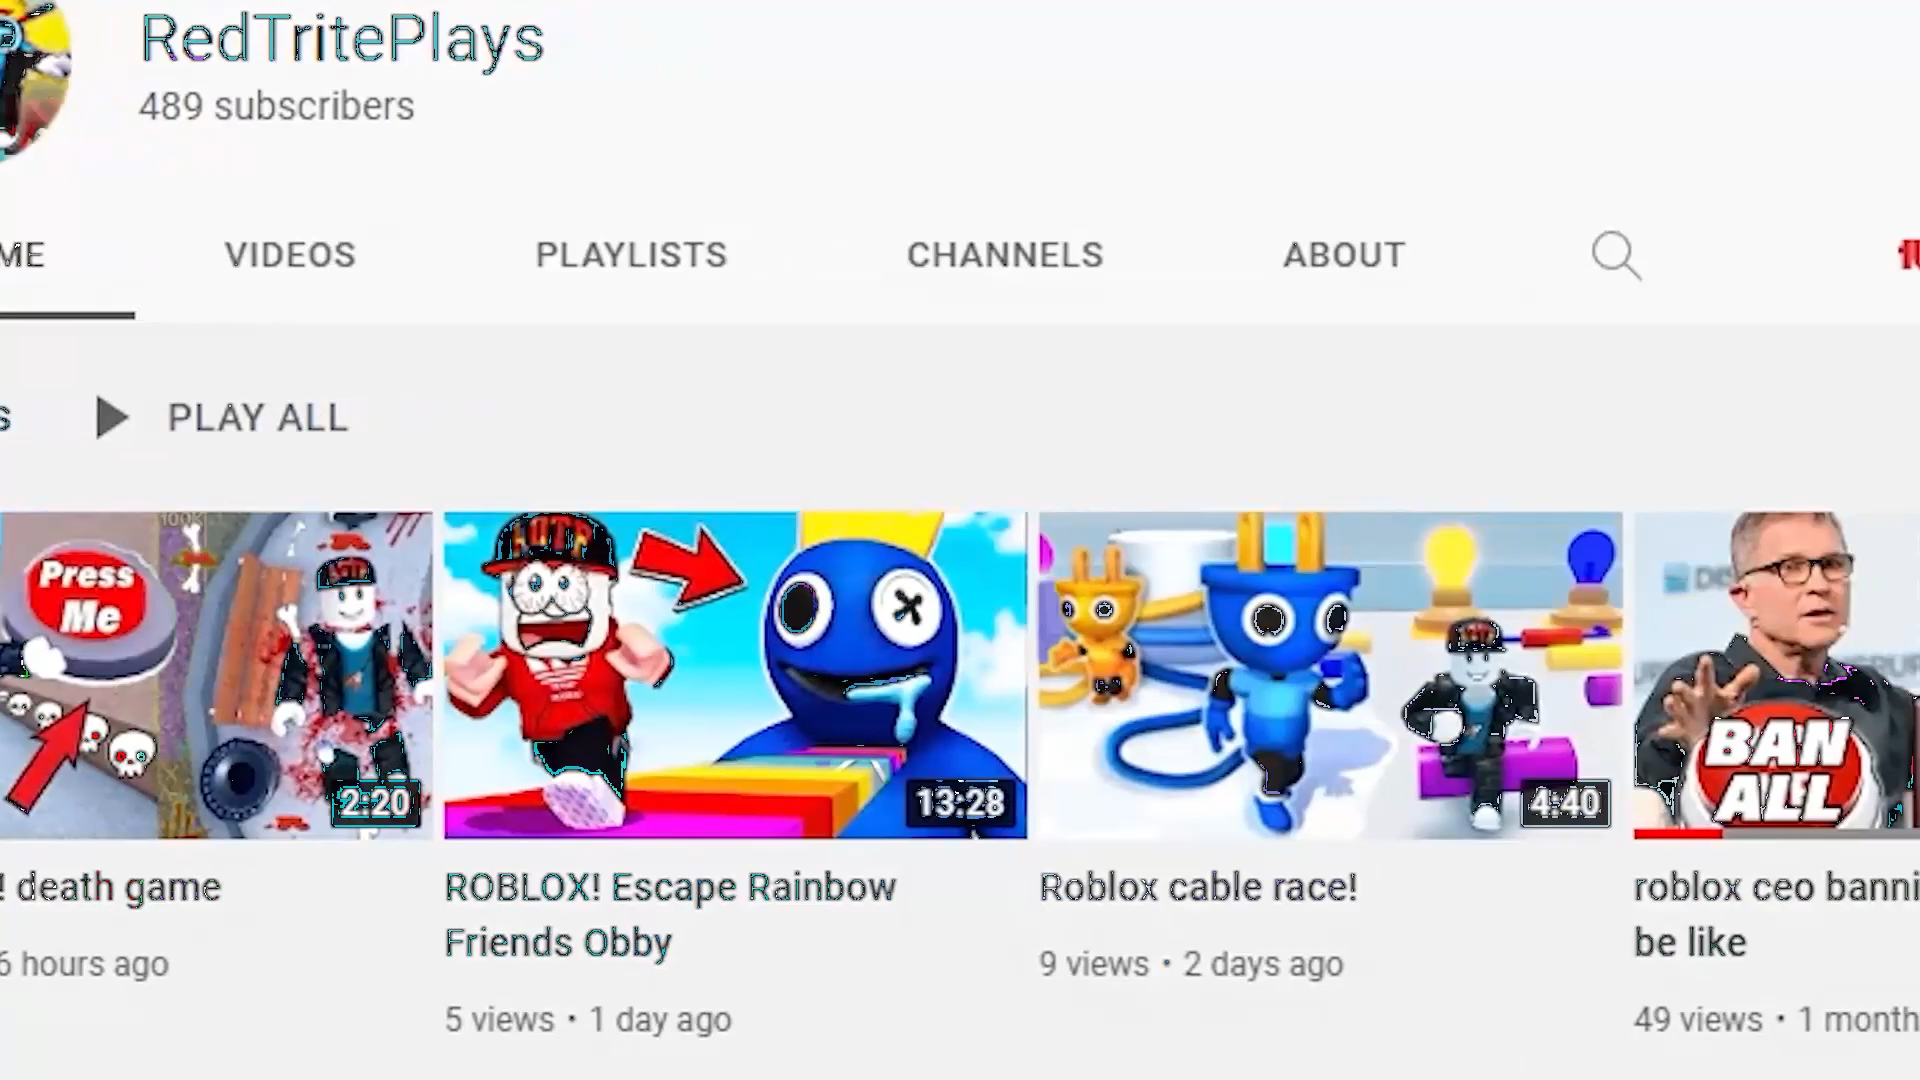 RedTritePlays
489 subscribers
ME
VIDEOS
PLAYLISTS
CHANNELS
ABOUT
S
PLAY ALL
Press
Me
2:20
13:28
4:40
BAN
ALL
! death game
6 hours ago
ROBLOX! Escape Rainbow
Friends Obby
5 views • 1 day ago
Roblox cable race!
9 views • 2 days ago
roblox ceo banni
be like
49 views • 1 month